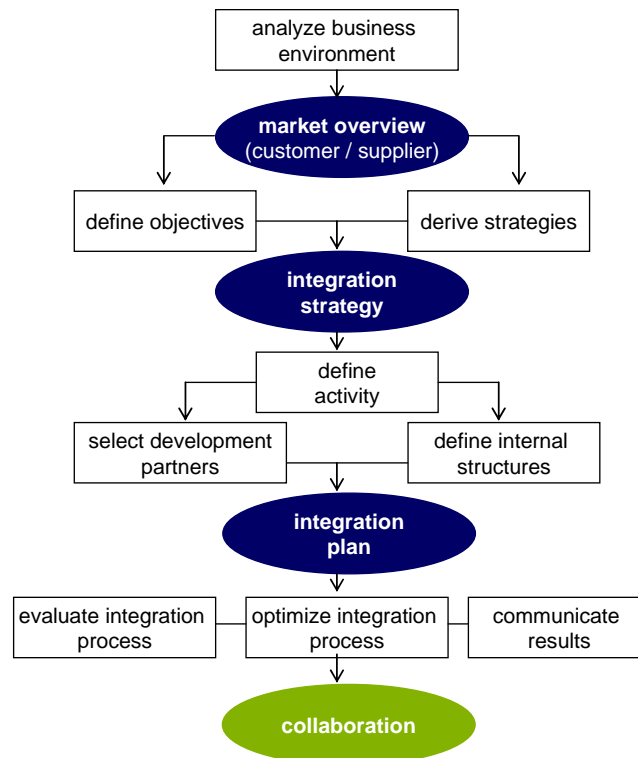 analyze business
environment
market overview
(customer / supplier)
define objectives
derive strategies
integration
strategy
define
activity
select development
partners
define internal
structures
integration
plan
evaluate integration
process
optimize integration
process
communicate
results
collaboration